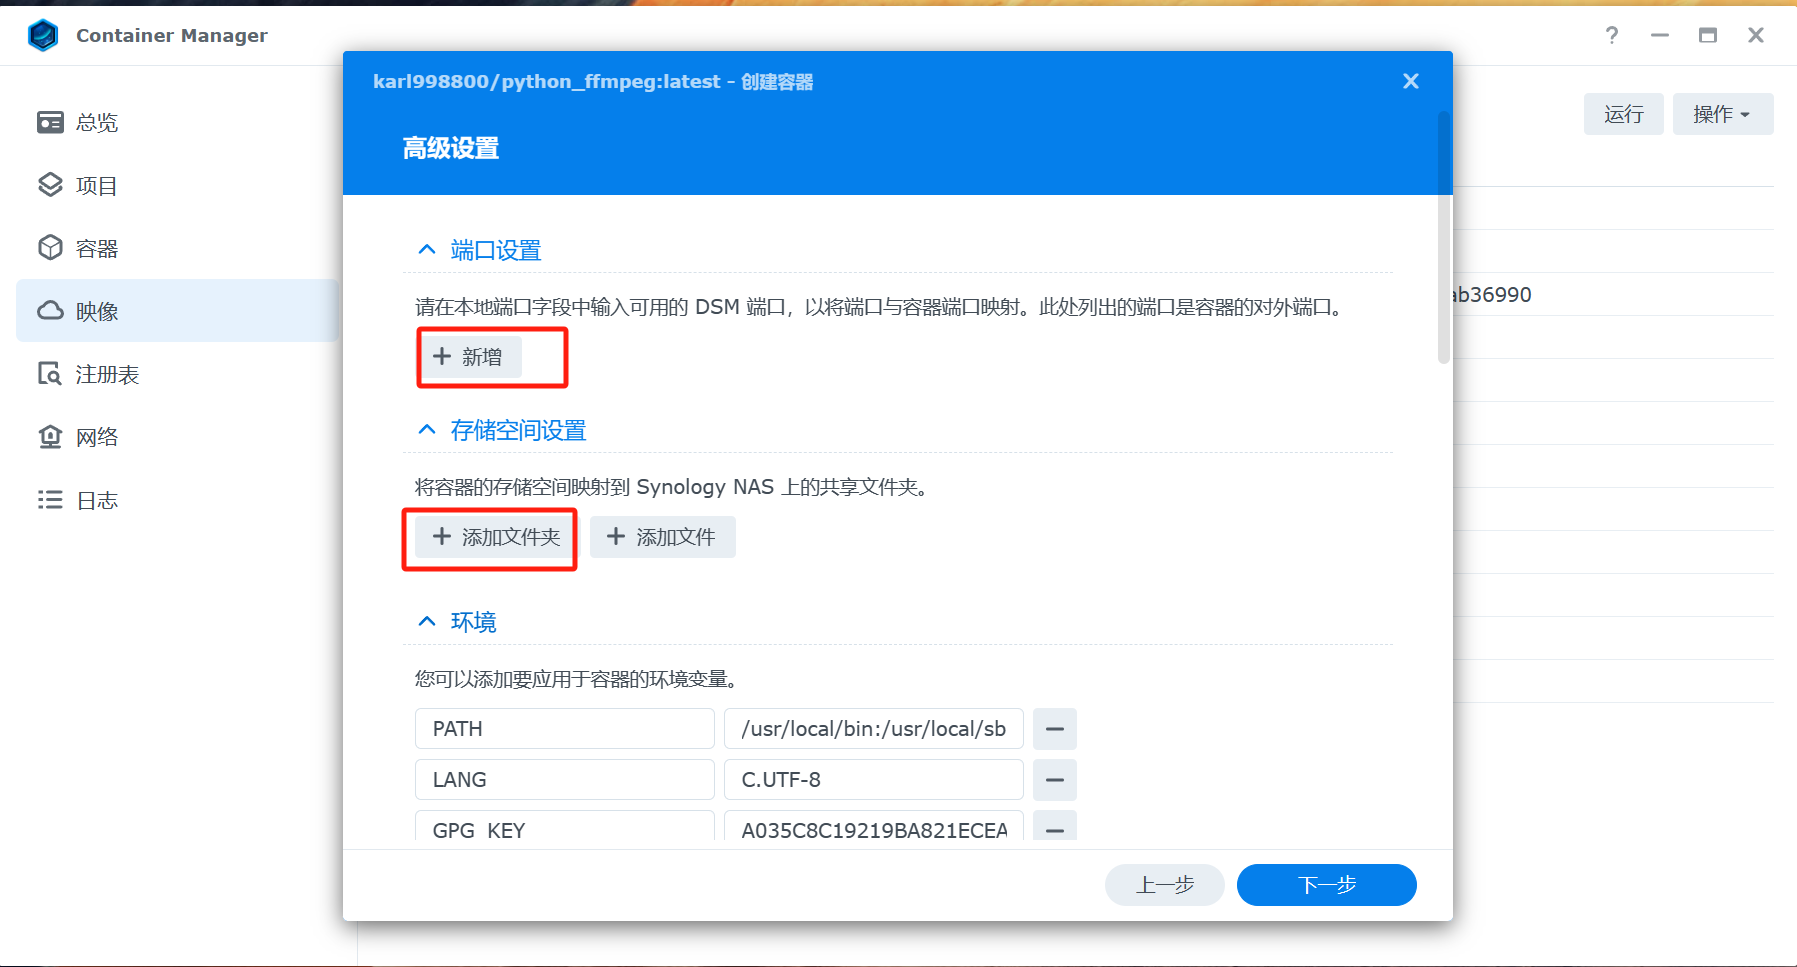 Container Manager
?
总览
项目
容器
映像
注册表
网络
日志
运行
操作
ab36990
karl998800/python_ffmpeg:latest - 创建容器
高级设置
端口设置
请在本地端口字段中输入可用的 DSM 端口，以将端口与容器端口映射。此处列出的端口是容器的对外端口。
+ 新增
存储空间设置
将容器的存储空间映射到 Synology NAS 上的共享文件夹。
+ 添加文件夹 + 添加文件
环境
您可以添加要应用于容器的环境变量。
PATH /usr/local/bin:/usr/local/sb
LANG C.UTF-8
GPG_KEY A035C8C19219BA821ECEA
上一步 下一步